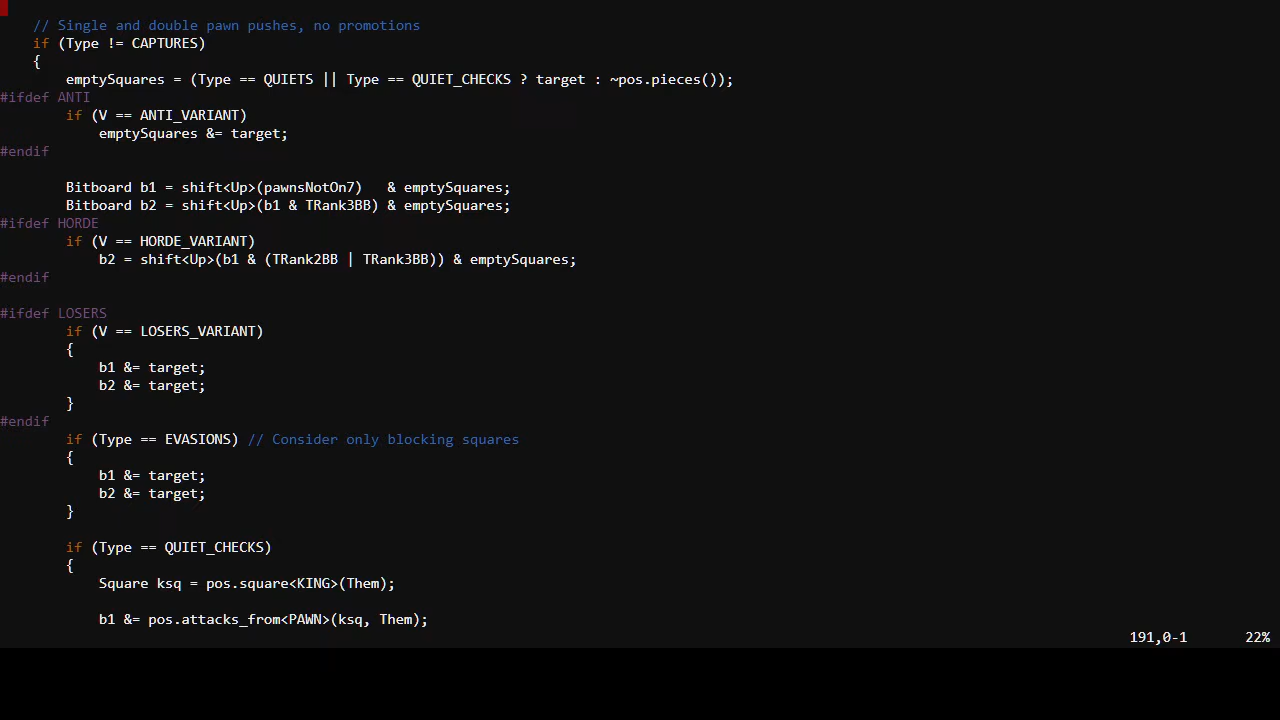 // Single and double pawn pushes, no promotions
if (Type != CAPTURES)
{
emptySquares = (Type == QUIETS || Type == QUIET_CHECKS ? target : ~pos.pieces());
#ifdef ANTI
if (V == ANTI_VARIANT)
emptySquares &= target;
#endif
Bitboard b1 = shift<Up>(pawnsNotOn7)   & emptySquares;
Bitboard b2 = shift<Up>(b1 & TRank3BB) & emptySquares;
#ifdef HORDE
if (V == HORDE_VARIANT)
b2 = shift<Up>(b1 & (TRank2BB | TRank3BB)) & emptySquares;
#endif
#ifdef LOSERS
if (V == LOSERS_VARIANT)
{
b1 &= target;
b2 &= target;
}
#endif
if (Type == EVASIONS) // Consider only blocking squares
{
b1 &= target;
b2 &= target;
}
if (Type == QUIET_CHECKS)
{
Square ksq = pos.square<KING>(Them);
b1 &= pos.attacks_from<PAWN>(ksq, Them);
191,0-1 22%